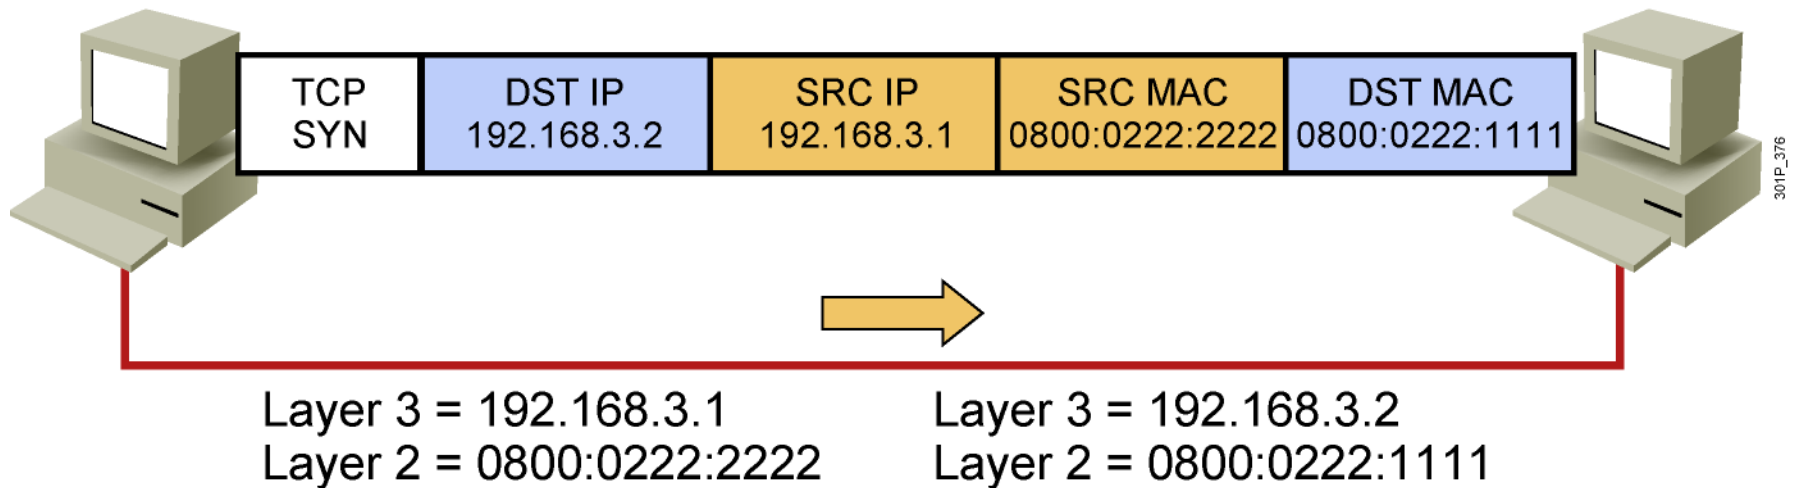 TCP
SYN
DST IP
192.168.3.2
SRC IP
192.168.3.1
SRC MAC
0800:0222:2222
DST MAC
0800:0222:1111
301P_376
Layer 3 = 192.168.3.1
Layer 2 = 0800:0222:2222
Layer 3 = 192.168.3.2
Layer 2 = 0800:0222:1111